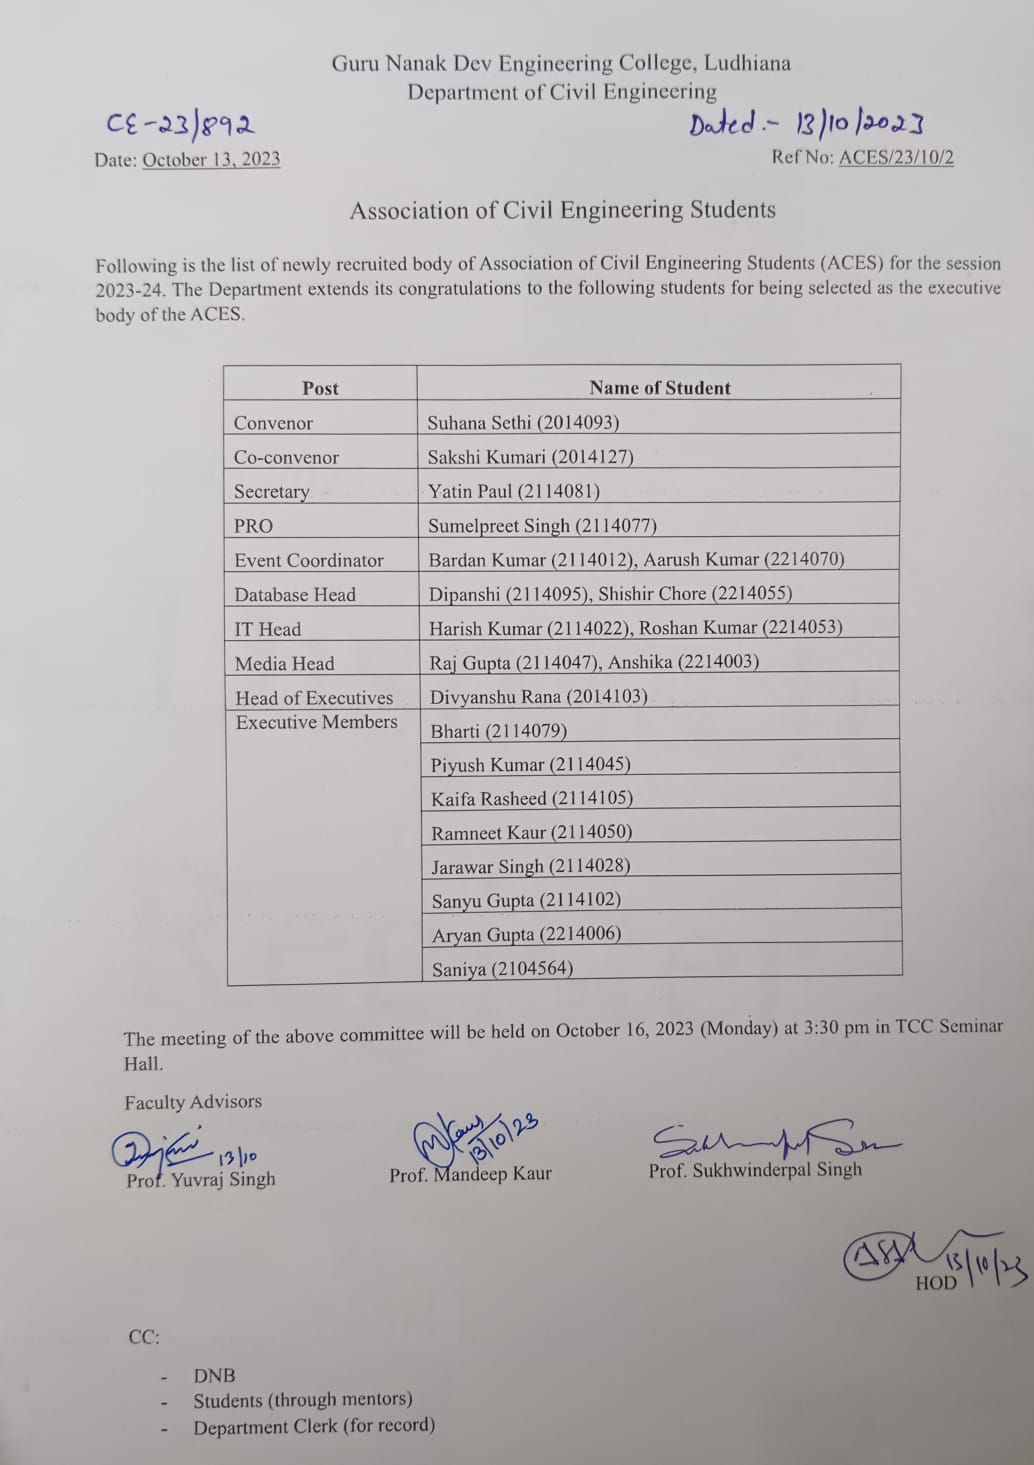 Guru Nanak Dev Engineering College, Ludhiana
Department of Civil Engineering
CE-23/892
Dated:- 13/10/2023
Date: October 13, 2023
Ref No: ACES/23/10/2
Association of Civil Engineering Students
Following is the list of newly recruited body of Association of Civil Engineering Students (ACES) for the session
2023-24. The Department extends its congratulations to the following students for being selected as the executive
body of the ACES.
Post Name of Student
Convenor Suhana Sethi (2014093)
Co-convenor Sakshi Kumari (2014127)
Secretary Yatin Paul (2114081)
PRO Sumelpreet Singh (2114077)
Event Coordinator Bardan Kumar (2114012), Aarush Kumar (2214070)
Database Head Dipanshi (2114095), Shishir Chore (2214055)
IT Head Harish Kumar (2114022), Roshan Kumar (2214053)
Media Head Raj Gupta (2114047), Anshika (2214003)
Head of Executives Divyanshu Rana (2014103)
Executive Members Bharti (2114079)
Piyush Kumar (2114045)
Kaifa Rasheed (2114105)
Ramneet Kaur (2114050)
Jarawar Singh (2114028)
Sanyu Gupta (2114102)
Aryan Gupta (2214006)
Saniya (2104564)
The meeting of the above committee will be held on October 16, 2023 (Monday) at 3:30 pm in TCC Seminar
Hall.
Faculty Advisors
13/10
13/10/23
Prof. Yuvraj Singh
Prof. Mandeep Kaur
Prof. Sukhwinderpal Singh
13/10/23
HOD
CC:
- DNB
- Students (through mentors)
- Department Clerk (for record)